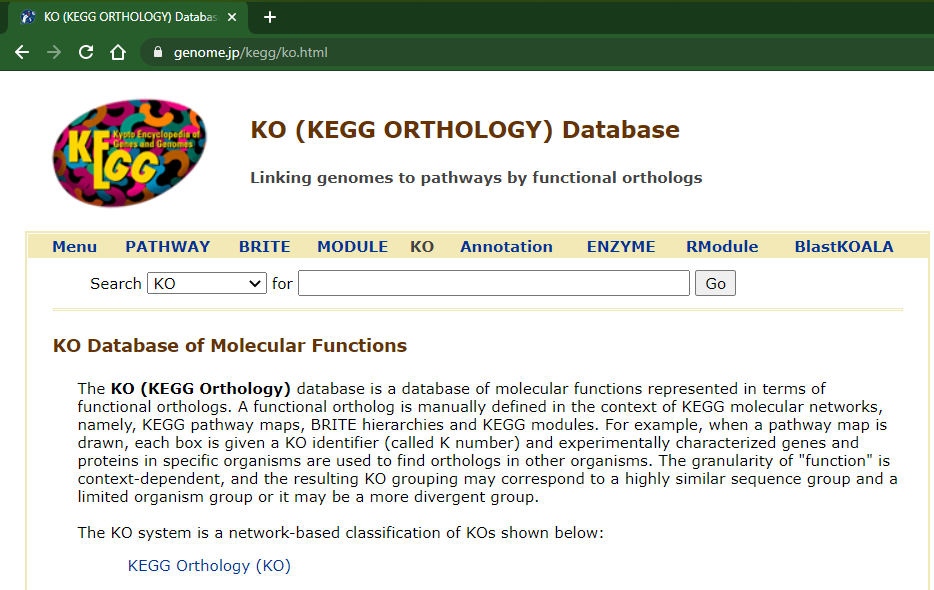 KO (KEGG ORTHOLOGY) Databas
genome.jp/kegg/ko.html
KEGG
Kyoto Encyclopedia of
Genes and Genomes
KO (KEGG ORTHOLOGY) Database
Linking genomes to pathways by functional orthologs
Menu PATHWAY BRITE MODULE KO Annotation ENZYME RModule BlastKOALA
Search KO for Go
KO Database of Molecular Functions
The KO (KEGG Orthology) database is a database of molecular functions represented in terms of
functional orthologs. A functional ortholog is manually defined in the context of KEGG molecular networks,
namely, KEGG pathway maps, BRITE hierarchies and KEGG modules. For example, when a pathway map is
drawn, each box is given a KO identifier (called K number) and experimentally characterized genes and
proteins in specific organisms are used to find orthologs in other organisms. The granularity of "function" is
context-dependent, and the resulting KO grouping may correspond to a highly similar sequence group and a
limited organism group or it may be a more divergent group.
The KO system is a network-based classification of KOs shown below:
KEGG Orthology (KO)